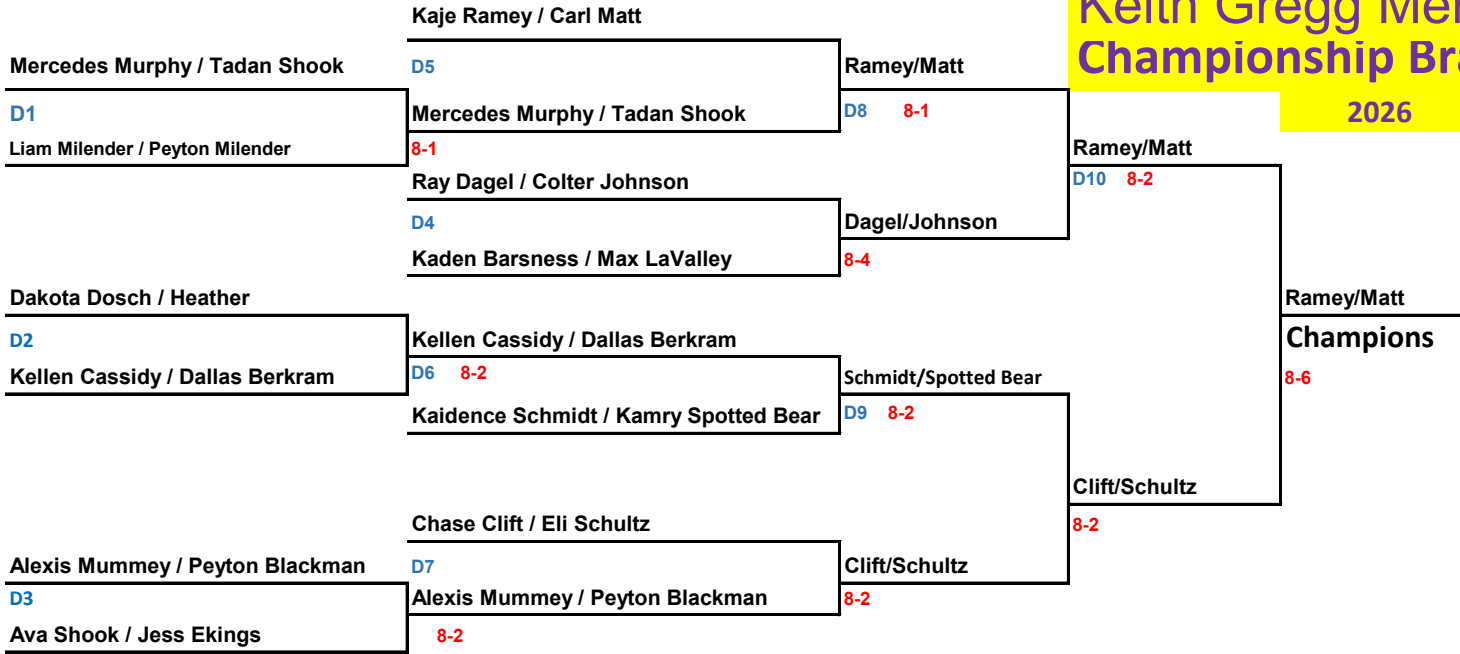 Kaje Ramey / Carl Matt
Keith Gregg
Championship
2026
Mercedes Murphy / Tadan Shook
D5
Ramey/Matt
D1
Mercedes Murphy / Tadan Shook
D8 8-1
Liam Milender / Peyton Milender
8-1
Ramey/Matt
Ray Dagel / Colter Johnson
D10 8-2
D4
Dagel/Johnson
Kaden Barsness / Max LaValley
8-4
Dakota Dosch / Heather
Ramey/Matt
D2
Kellen Cassidy / Dallas Berkram
Champions
Kellen Cassidy / Dallas Berkram
D6 8-2
Schmidt/Spotted Bear
8-6
Kaidence Schmidt / Kamry Spotted Bear
D9 8-2
Clift/Schultz
Chase Clift / Eli Schultz
8-2
Alexis Mummey / Peyton Blackman
D7
Clift/Schultz
D3
Alexis Mummey / Peyton Blackman
8-2
Ava Shook / Jess Ekings
8-2